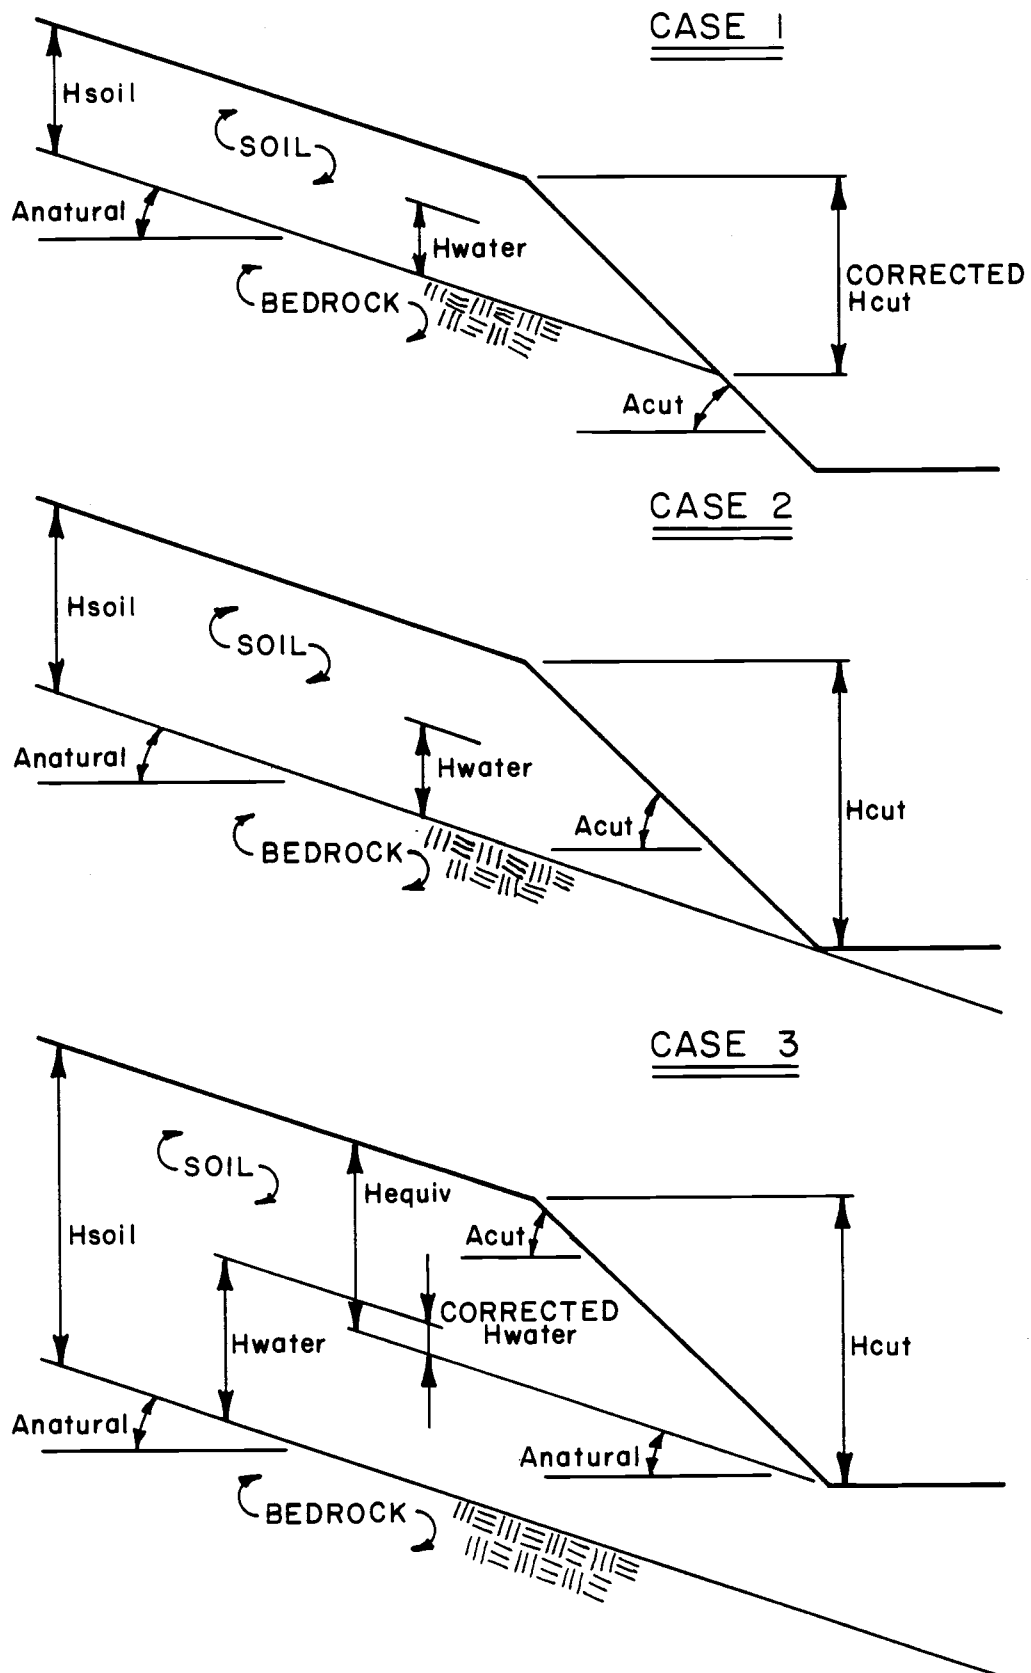 CASE 1
Hsoil
SOIL
Anatural
Hwater
BEDROCK
CORRECTED
Hcut
Acut
CASE 2
Hsoil
SOIL
Anatural
Hwater
Acut
Hcut
BEDROCK
CASE 3
SOIL
Hequiv
Hsoil
Acut
CORRECTED
Hwater
Hwater
Hcut
Anatural
Anatural
BEDROCK